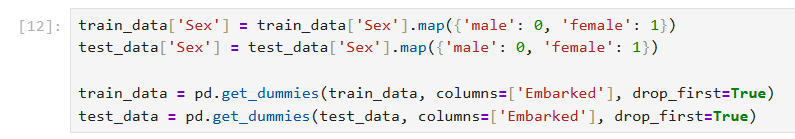 [12]: train_data['Sex'] = train_data['Sex'].map({'male': 0, 'female': 1})
test_data['Sex'] = test_data['Sex'].map({'male': 0, 'female': 1})
train_data = pd.get_dummies(train_data, columns=['Embarked'], drop_first=True)
test_data = pd.get_dummies(test_data, columns=['Embarked'], drop_first=True)